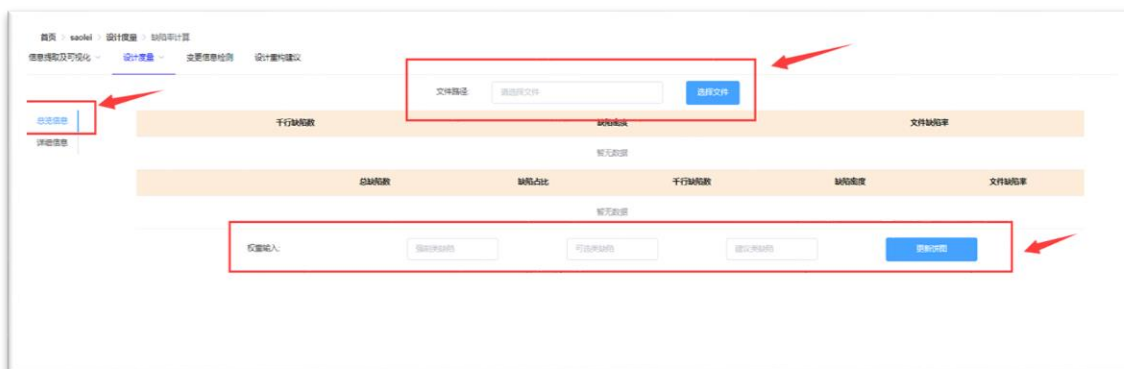 首页 > saolei > 设计度量 > 缺陷率计算
信息提取及可视化 设计度量 变更信息检测 设计重构建议
文件路径 请选择文件 选择文件
总览信息
详细信息
千行缺陷数 缺陷密度 文件缺陷率
暂无数据
总缺陷数 缺陷占比 千行缺陷数 缺陷密度 文件缺陷率
暂无数据
权重输入: 强制类缺陷 可选类缺陷 建议类缺陷 更新饼图